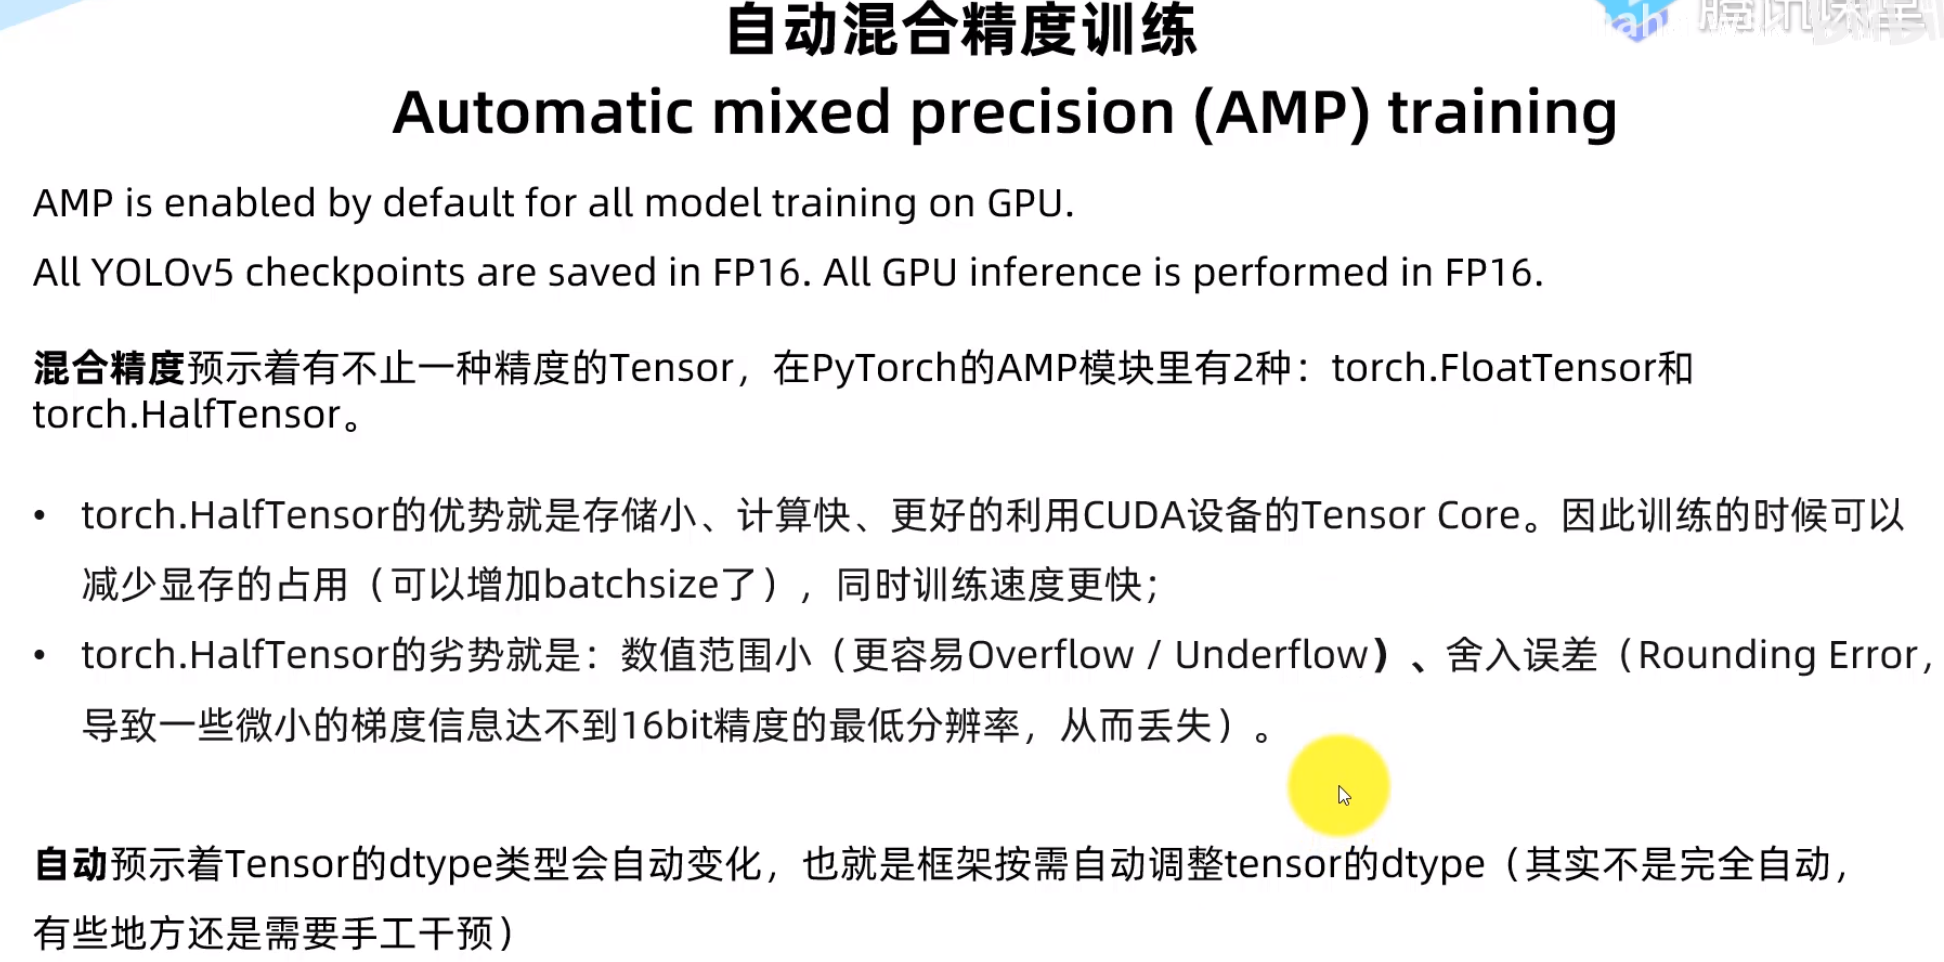 自动混合精度训练
腾讯课堂
Automatic mixed precision (AMP) training
AMP is enabled by default for all model training on GPU.
All YOLOv5 checkpoints are saved in FP16. All GPU inference is performed in FP16.
混合精度预示着有不止一种精度的Tensor，在PyTorch的AMP模块里有2种：torch.FloatTensor和
torch.HalfTensor。
• torch.HalfTensor的优势就是存储小、计算快、更好的利用CUDA设备的Tensor Core。因此训练的时候可以
减少显存的占用（可以增加batchsize了），同时训练速度更快；
• torch.HalfTensor的劣势就是：数值范围小（更容易Overflow / Underflow）、舍入误差（Rounding Error，
导致一些微小的梯度信息达不到16bit精度的最低分辨率，从而丢失）。
自动预示着Tensor的dtype类型会自动变化，也就是框架按需自动调整tensor的dtype（其实不是完全自动，
有些地方还是需要手工干预）